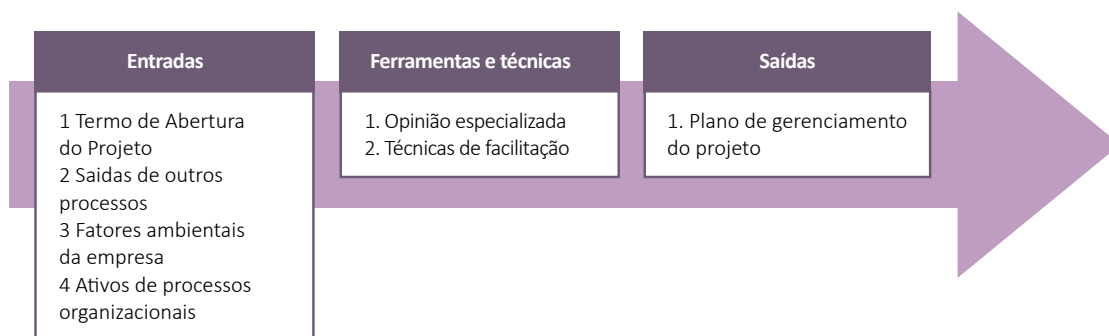 Entradas
1 Termo de Abertura
do Projeto
2 Saidas de outros
processos
3 Fatores ambientais
da empresa
4 Ativos de processos
organizacionais
Ferramentas e técnicas
1. Opinião especializada
2. Técnicas de facilitação
Saídas
1. Plano de gerenciamento
do projeto